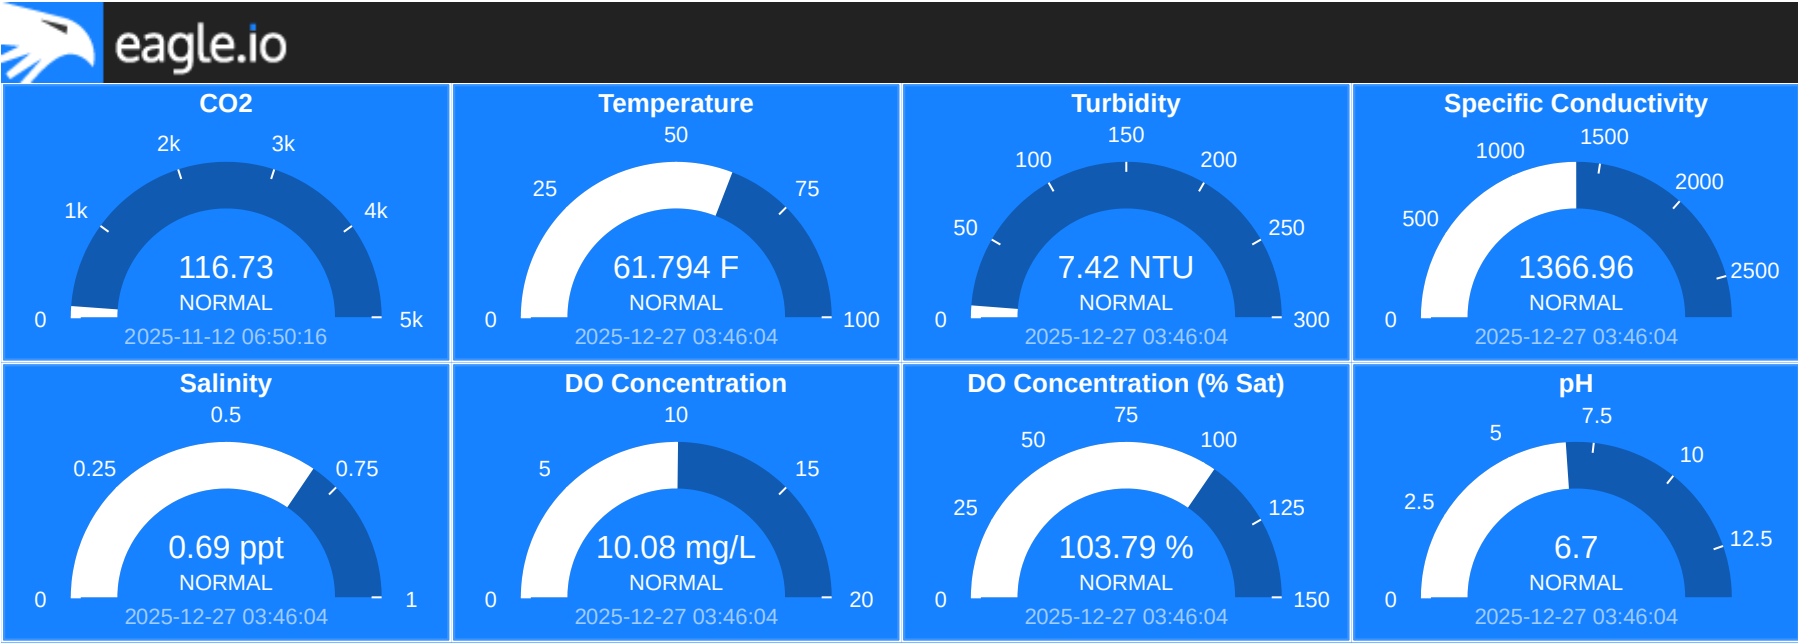 eagle.io
CO2
0
1k
2k
3k
4k
5k
116.73
NORMAL
2025-11-12 06:50:16
Temperature
0
25
50
75
100
61.794 F
NORMAL
2025-12-27 03:46:04
Turbidity
0
50
100
150
200
250
300
7.42 NTU
NORMAL
2025-12-27 03:46:04
Specific Conductivity
0
500
1000
1500
2000
2500
1366.96
NORMAL
2025-12-27 03:46:04
Salinity
0
0.25
0.5
0.75
1
0.69 ppt
NORMAL
2025-12-27 03:46:04
DO Concentration
0
5
10
15
20
10.08 mg/L
NORMAL
2025-12-27 03:46:04
DO Concentration (% Sat)
0
25
50
75
100
125
150
103.79 %
NORMAL
2025-12-27 03:46:04
pH
0
2.5
5
7.5
10
12.5
6.7
NORMAL
2025-12-27 03:46:04